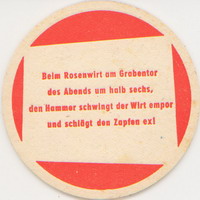 Beim Rosenwirt am Grabentor
des Abends um halb sechs,
den Hammer schwingt der Wirt empor
und schlägt den Zapfen ex!